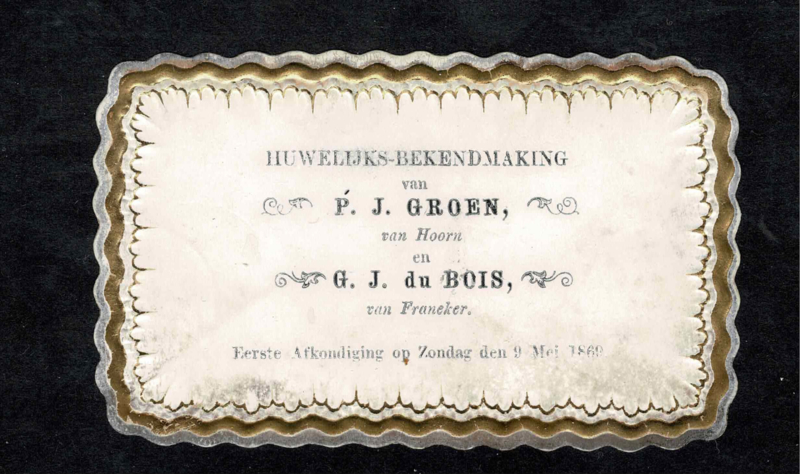 HUWELIJKS-BEKENDMAKING
van
P. J. GROEN,
van Hoorn
en
G. J. du BOIS,
van Franeker.
Eerste Afkondiging op Zondag den 9 Mei 1869